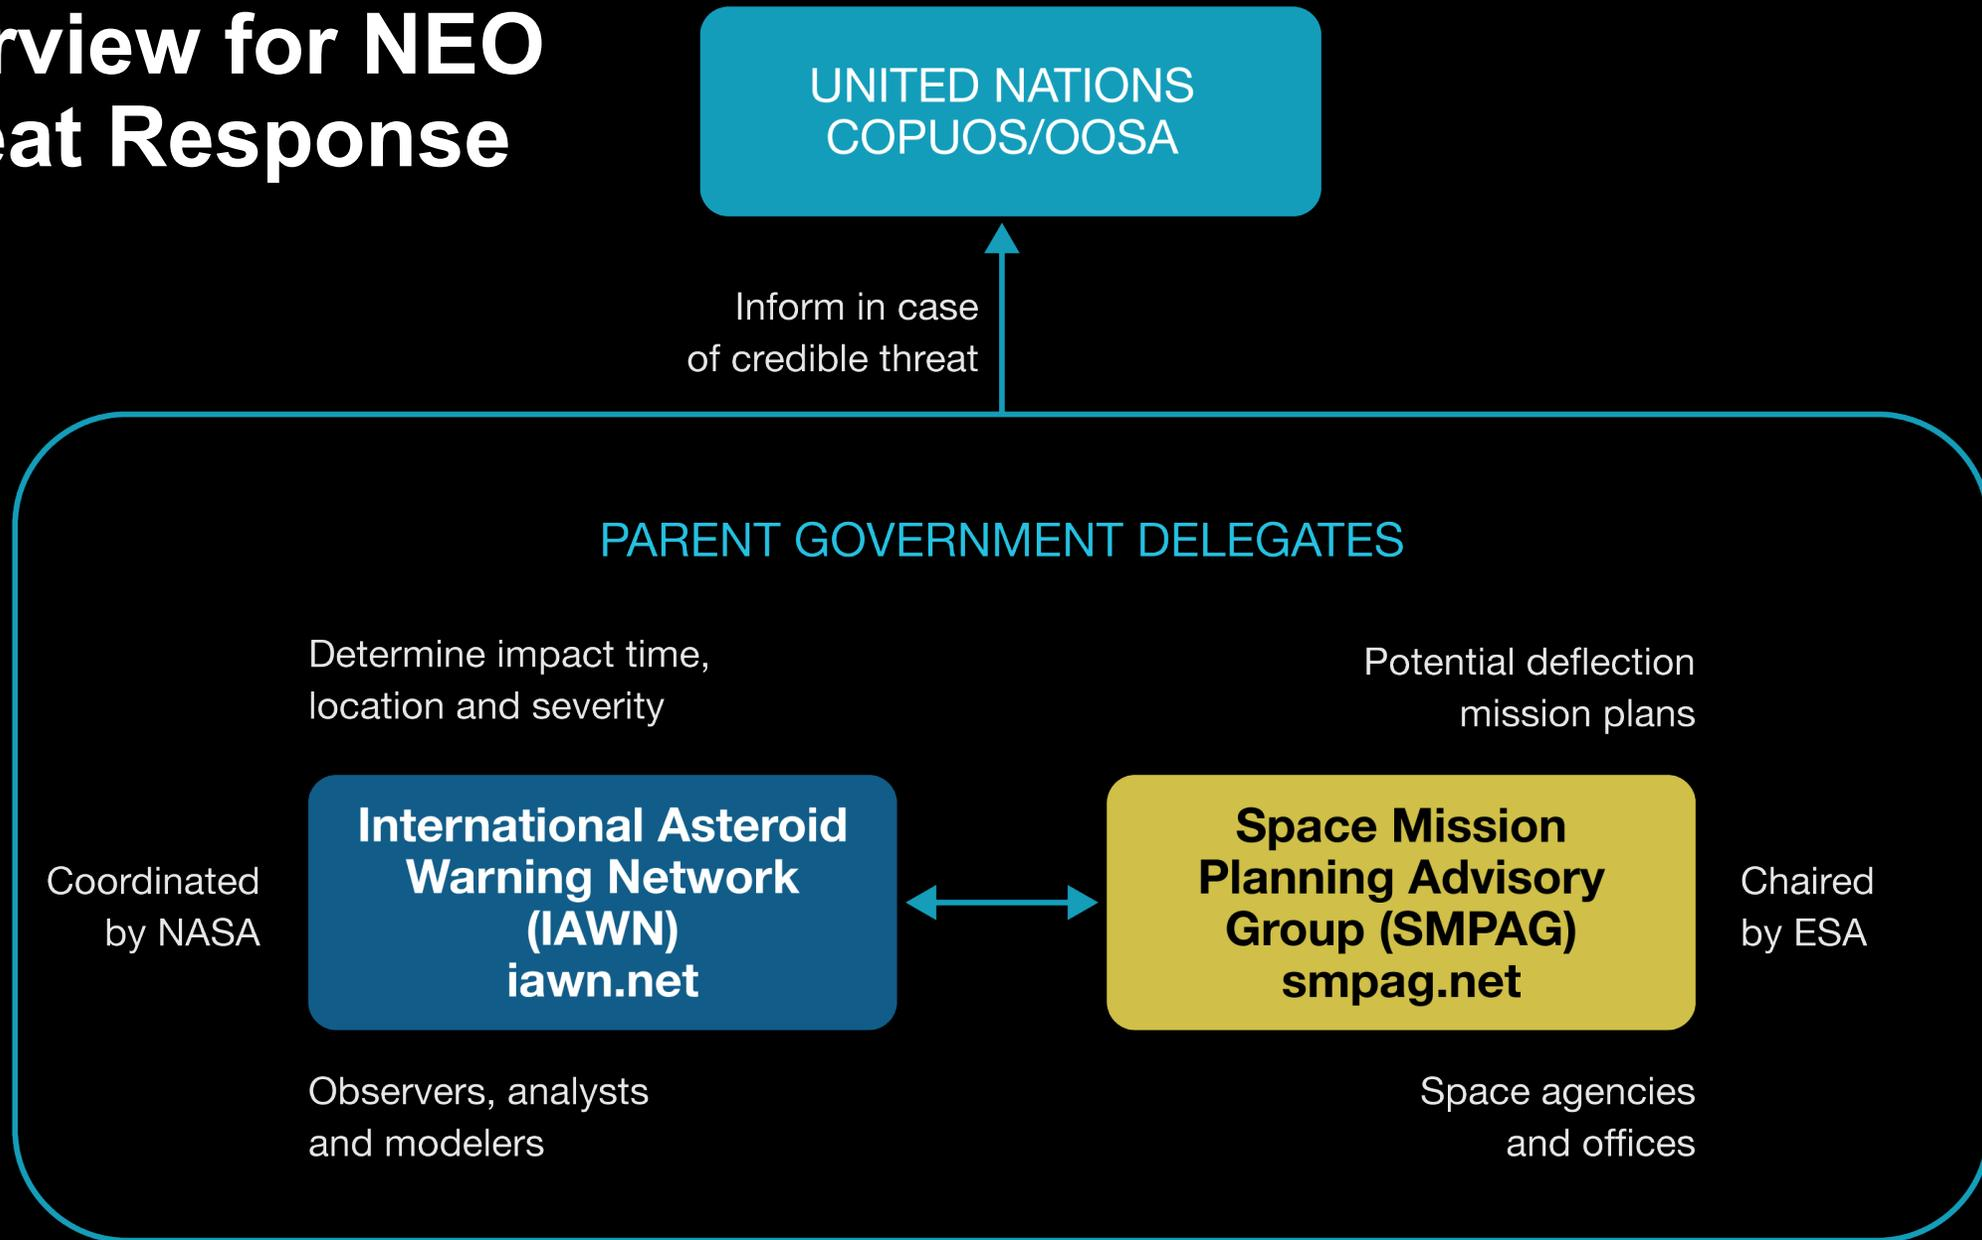 rview for NEO
eat Response
UNITED NATIONS
COPUOS/OOSA
Inform in case
of credible threat
PARENT GOVERNMENT DELEGATES
Determine impact time,
location and severity
Potential deflection
mission plans
Coordinated
by NASA
International Asteroid
Warning Network
(IAWN)
iawn.net
Space Mission
Planning Advisory
Group (SMPAG)
smpag.net
Chaired
by ESA
Observers, analysts
and modelers
Space agencies
and offices